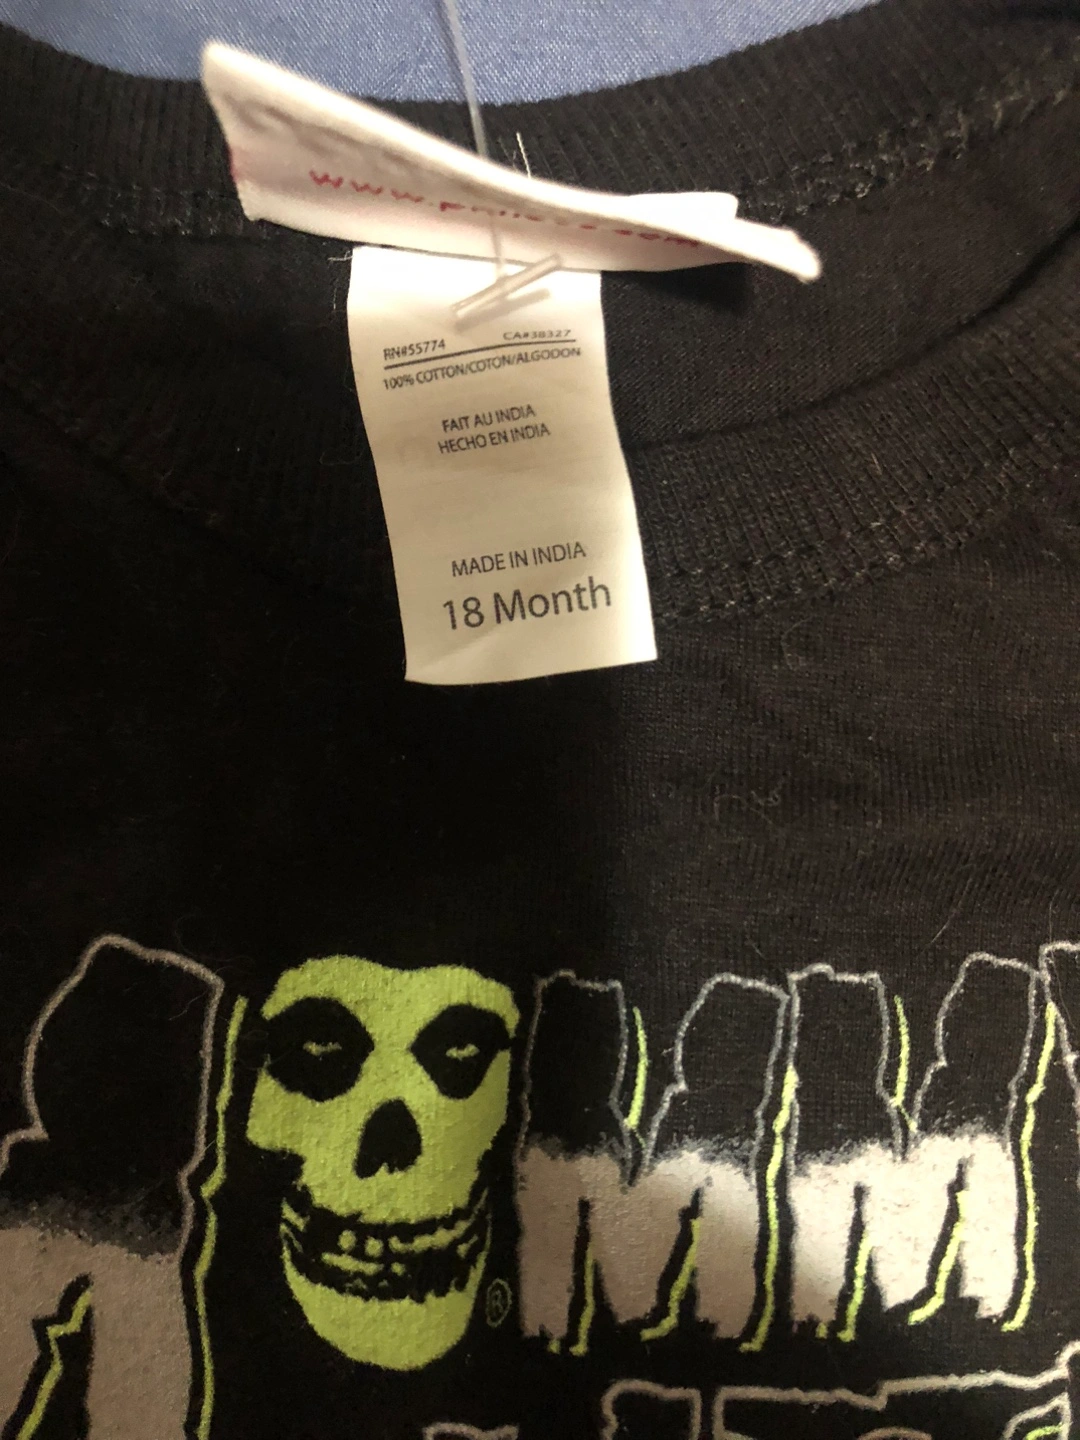 RN#55774 CA#38327
100% COTTON/COTON/ALGODON
FAIT AU INDIA
HECHO EN INDIA
MADE IN INDIA
18 Month
®
MM